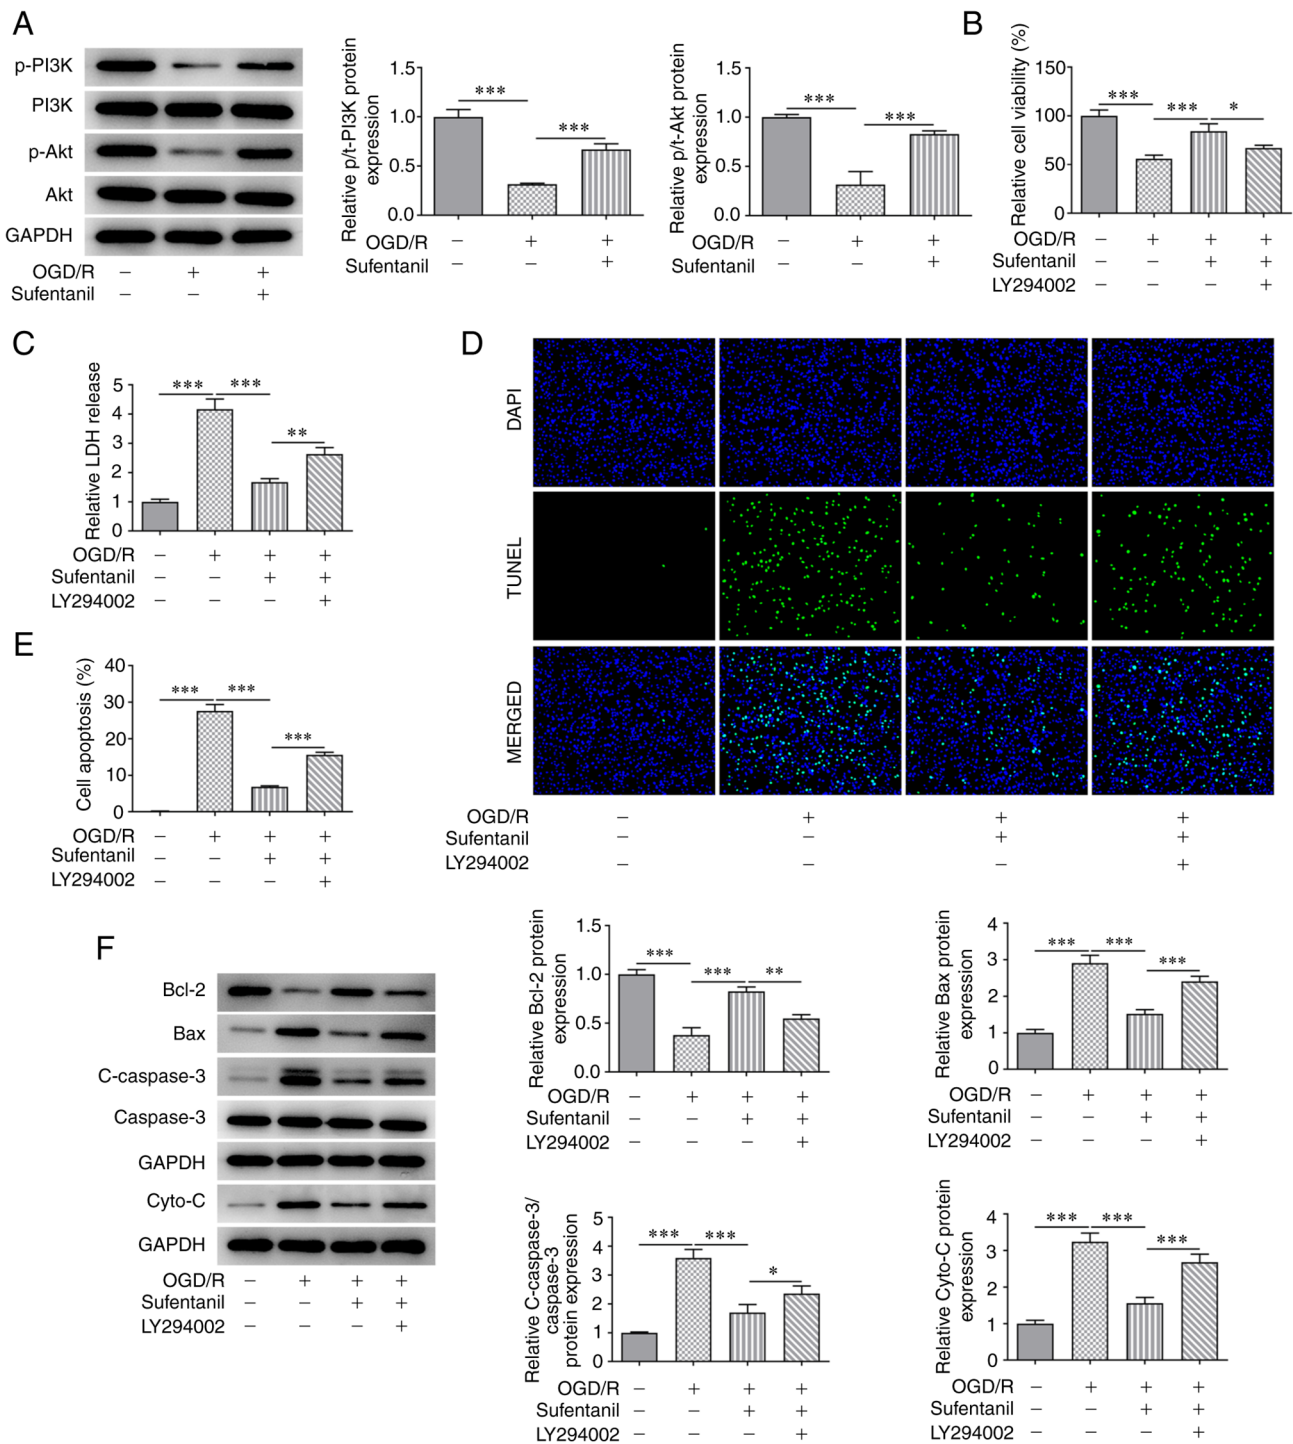 A
p-PI3K
PI3K
p-Akt
Akt
GAPDH
OGD/R − + +
Sufentanil − − +
Relative p/t-PI3K protein
expression
1.5
1.0
0.5
0.0
*** ***
OGD/R − + +
Sufentanil − − +
Relative p/t-Akt protein
expression
1.5
1.0
0.5
0.0
*** ***
OGD/R − + +
Sufentanil − − +
B
Relative cell viability (%)
150
100
50
0
*** *** *
OGD/R − + + +
Sufentanil − − + +
LY294002 − − − +
C
Relative LDH release
5
4
3
2
1
0
*** *** **
OGD/R − + + +
Sufentanil − − + +
LY294002 − − − +
D
DAPI
TUNEL
MERGED
OGD/R − + + +
Sufentanil − − + +
LY294002 − − − +
E
Cell apoptosis (%)
40
30
20
10
0
*** *** ***
OGD/R − + + +
Sufentanil − − + +
LY294002 − − − +
F
Bcl-2
Bax
C-caspase-3
Caspase-3
GAPDH
Cyto-C
GAPDH
OGD/R − + + +
Sufentanil − − + +
LY294002 − − − +
Relative Bcl-2 protein
expression
1.5
1.0
0.5
0.0
*** *** **
OGD/R − + + +
Sufentanil − − + +
LY294002 − − − +
Relative Bax protein
expression
4
3
2
1
0
*** *** ***
OGD/R − + + +
Sufentanil − − + +
LY294002 − − − +
Relative C-caspase-3/
caspase-3
protein expression
5
4
3
2
1
0
*** *** *
OGD/R − + + +
Sufentanil − − + +
LY294002 − − − +
Relative Cyto-C protein
expression
4
3
2
1
0
*** *** ***
OGD/R − + + +
Sufentanil − − + +
LY294002 − − − +